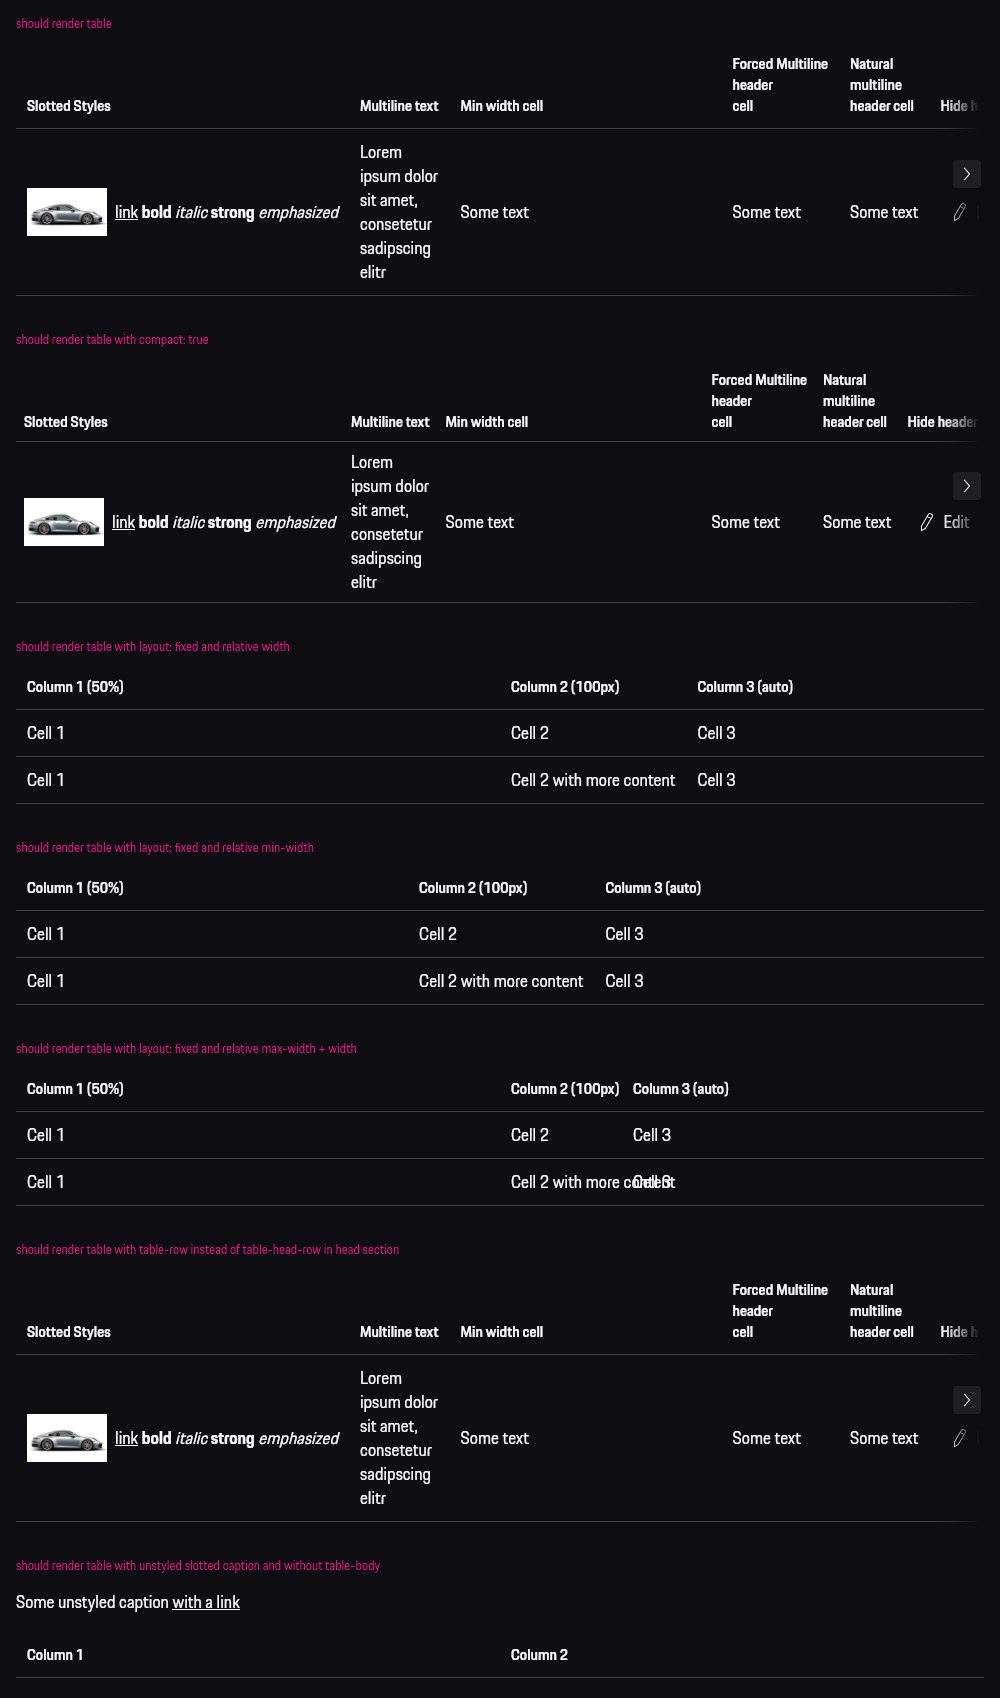 should render table
Forced Multiline Natural
header multiline
Slotted Styles Multiline text Min width cell cell header cell Hide h
Lorem
ipsum dolor
sit amet,
link bold italic strong emphasized consetetur Some text Some text Some text
sadipscing
elitr
should render table with compact: true
Forced Multiline Natural
header multiline
Slotted Styles Multiline text Min width cell cell header cell Hide header
Lorem
ipsum dolor
sit amet,
link bold italic strong emphasized consetetur Some text Some text Some text Edit
sadipscing
elitr
should render table with layout: fixed and relative width
Column 1 (50%) Column 2 (100px) Column 3 (auto)
Cell 1 Cell 2 Cell 3
Cell 1 Cell 2 with more content Cell 3
should render table with layout: fixed and relative min-width
Column 1 (50%) Column 2 (100px) Column 3 (auto)
Cell 1 Cell 2 Cell 3
Cell 1 Cell 2 with more content Cell 3
should render table with layout: fixed and relative max-width + width
Column 1 (50%) Column 2 (100px) Column 3 (auto)
Cell 1 Cell 2 Cell 3
Cell 1 Cell 2 with more content Cell 3
should render table with table-row instead of table-head-row in head section
Forced Multiline Natural
header multiline
Slotted Styles Multiline text Min width cell cell header cell Hide h
Lorem
ipsum dolor
sit amet,
link bold italic strong emphasized consetetur Some text Some text Some text
sadipscing
elitr
should render table with unstyled slotted caption and without table-body
Some unstyled caption with a link
Column 1 Column 2